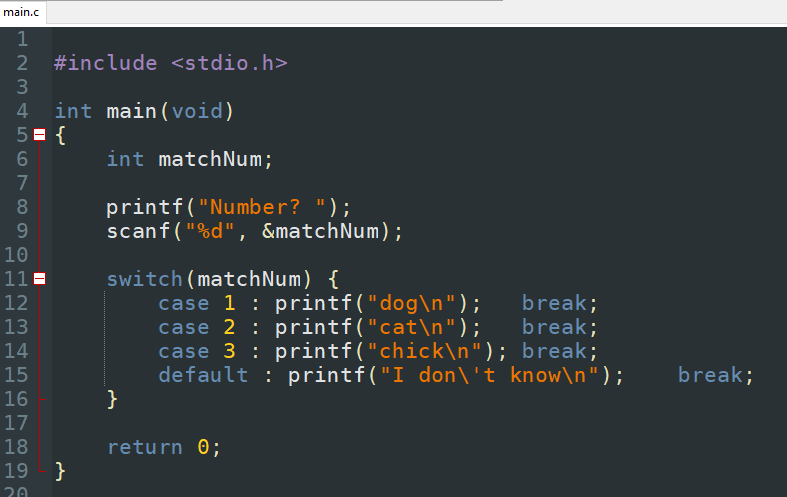 main.c
1
2 #include <stdio.h>
3
4 int main(void)
5 {
6     int matchNum;
7
8     printf("Number? ");
9     scanf("%d", &matchNum);
10
11     switch(matchNum) {
12         case 1 : printf("dog\n");   break;
13         case 2 : printf("cat\n");   break;
14         case 3 : printf("chick\n"); break;
15         default : printf("I don\'t know\n");    break;
16     }
17
18     return 0;
19 }
20